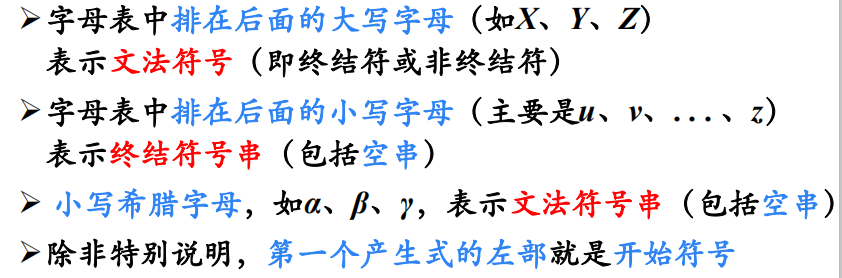 ➢字母表中排在后面的大写字母（如X、Y、Z）
表示文法符号（即终结符或非终结符）
➢字母表中排在后面的小写字母（主要是u、v、...、z）
表示终结符号串（包括空串）
➢ 小写希腊字母，如α、β、γ，表示文法符号串（包括空串）
➢除非特别说明，第一个产生式的左部就是开始符号